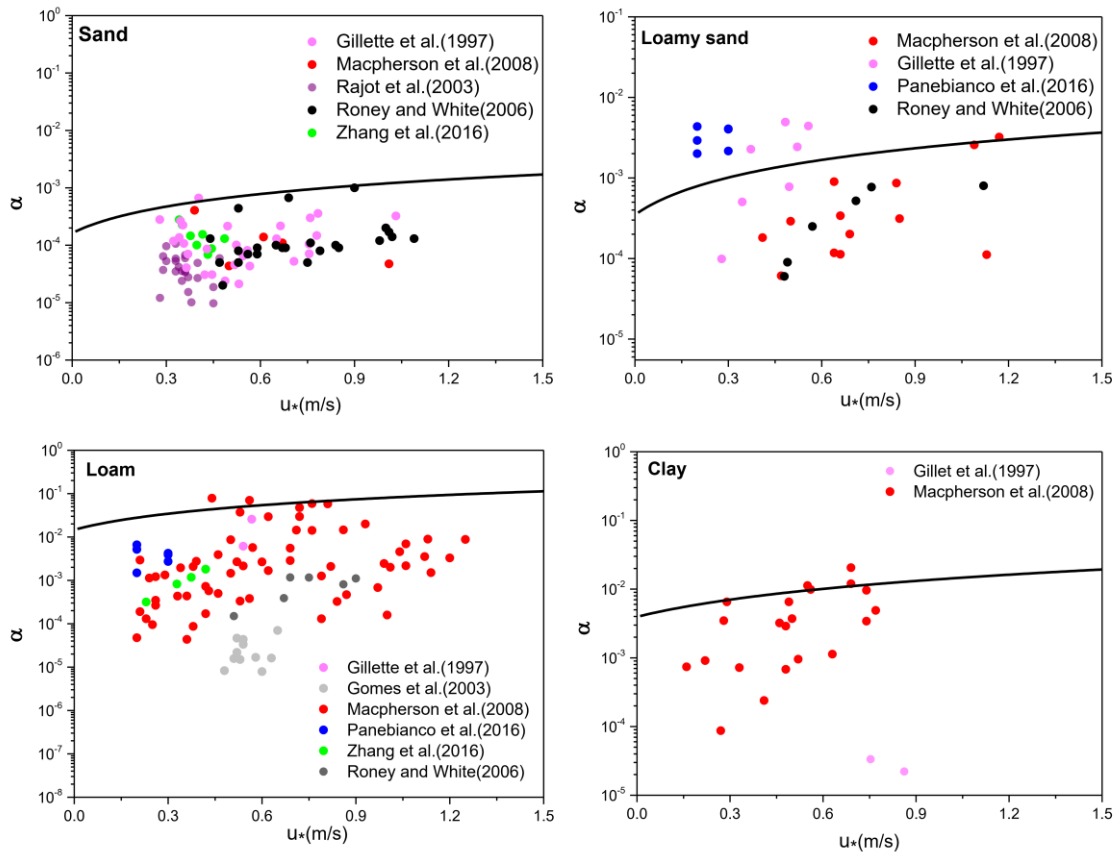 Sand
Gillette et al.(1997)
Macpherson et al.(2008)
Rajot et al.(2003)
Roney and White(2006)
Zhang et al.(2016)
10⁰
10⁻¹
10⁻²
10⁻³
10⁻⁴
10⁻⁵
10⁻⁶
α
0.0 0.3 0.6 0.9 1.2 1.5
u*(m/s)
Loamy sand
Macpherson et al.(2008)
Gillette et al.(1997)
Panebianco et al.(2016)
Roney and White(2006)
10⁻¹
10⁻²
10⁻³
10⁻⁴
10⁻⁵
α
0.0 0.3 0.6 0.9 1.2 1.5
u*(m/s)
Loam
10⁰
10⁻¹
10⁻²
10⁻³
10⁻⁴
10⁻⁵
10⁻⁶
10⁻⁷
10⁻⁸
α
Gillette et al.(1997)
Gomes et al.(2003)
Macpherson et al.(2008)
Panebianco et al.(2016)
Zhang et al.(2016)
Roney and White(2006)
0.0 0.3 0.6 0.9 1.2 1.5
u*(m/s)
Clay
Gillet et al.(1997)
Macpherson et al.(2008)
10⁰
10⁻¹
10⁻²
10⁻³
10⁻⁴
10⁻⁵
α
0.0 0.3 0.6 0.9 1.2 1.5
u*(m/s)